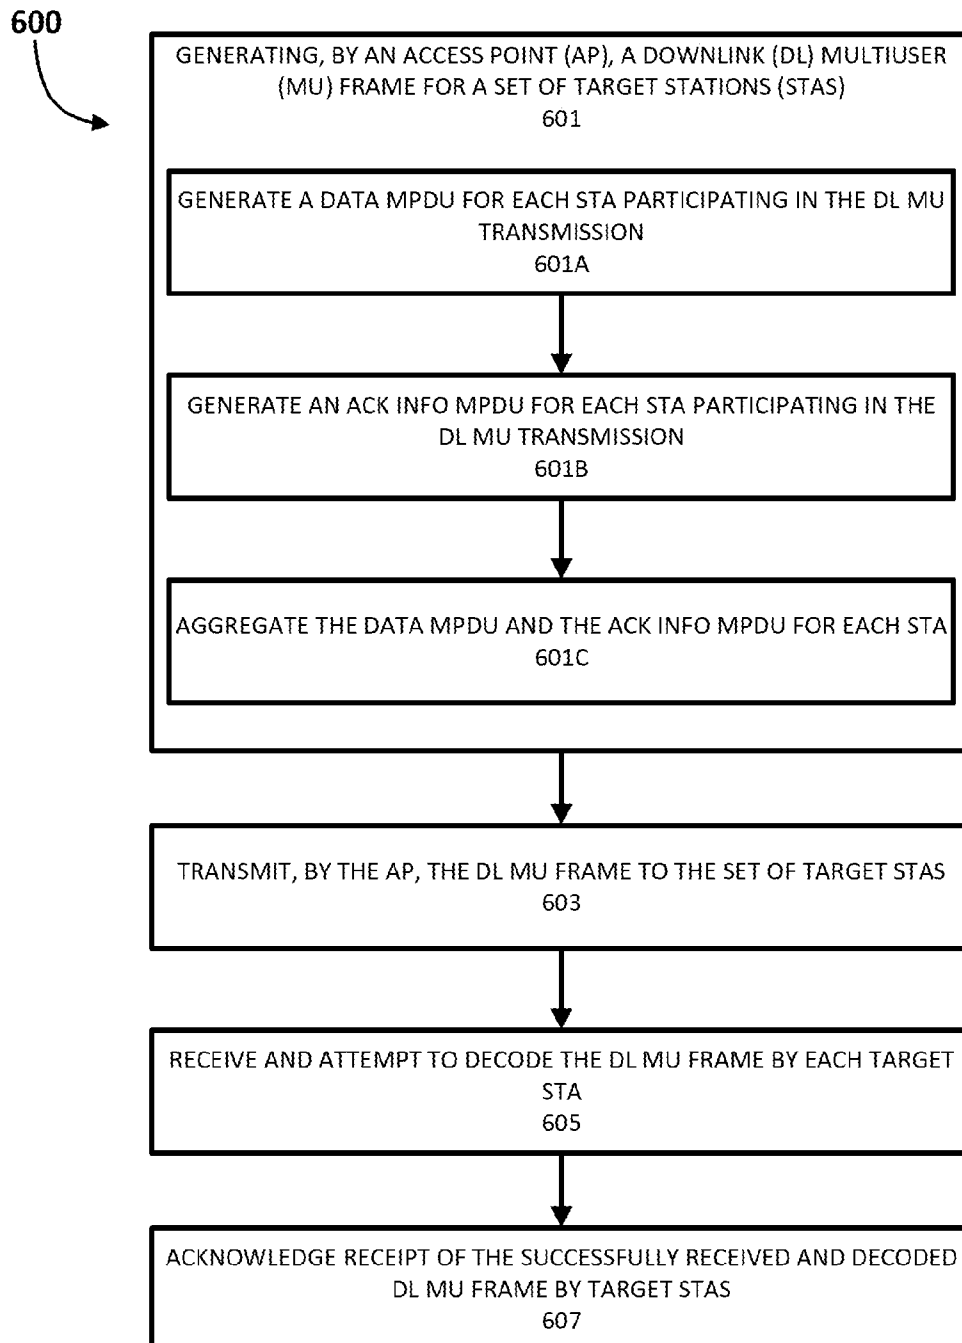 600
GENERATING, BY AN ACCESS POINT (AP), A DOWNLINK (DL) MULTIUSER
(MU) FRAME FOR A SET OF TARGET STATIONS (STAS)
601
GENERATE A DATA MPDU FOR EACH STA PARTICIPATING IN THE DL MU
TRANSMISSION
601A
GENERATE AN ACK INFO MPDU FOR EACH STA PARTICIPATING IN THE
DL MU TRANSMISSION
601B
AGGREGATE THE DATA MPDU AND THE ACK INFO MPDU FOR EACH STA
601C
TRANSMIT, BY THE AP, THE DL MU FRAME TO THE SET OF TARGET STAS
603
RECEIVE AND ATTEMPT TO DECODE THE DL MU FRAME BY EACH TARGET
STA
605
ACKNOWLEDGE RECEIPT OF THE SUCCESSFULLY RECEIVED AND DECODED
DL MU FRAME BY TARGET STAS
607